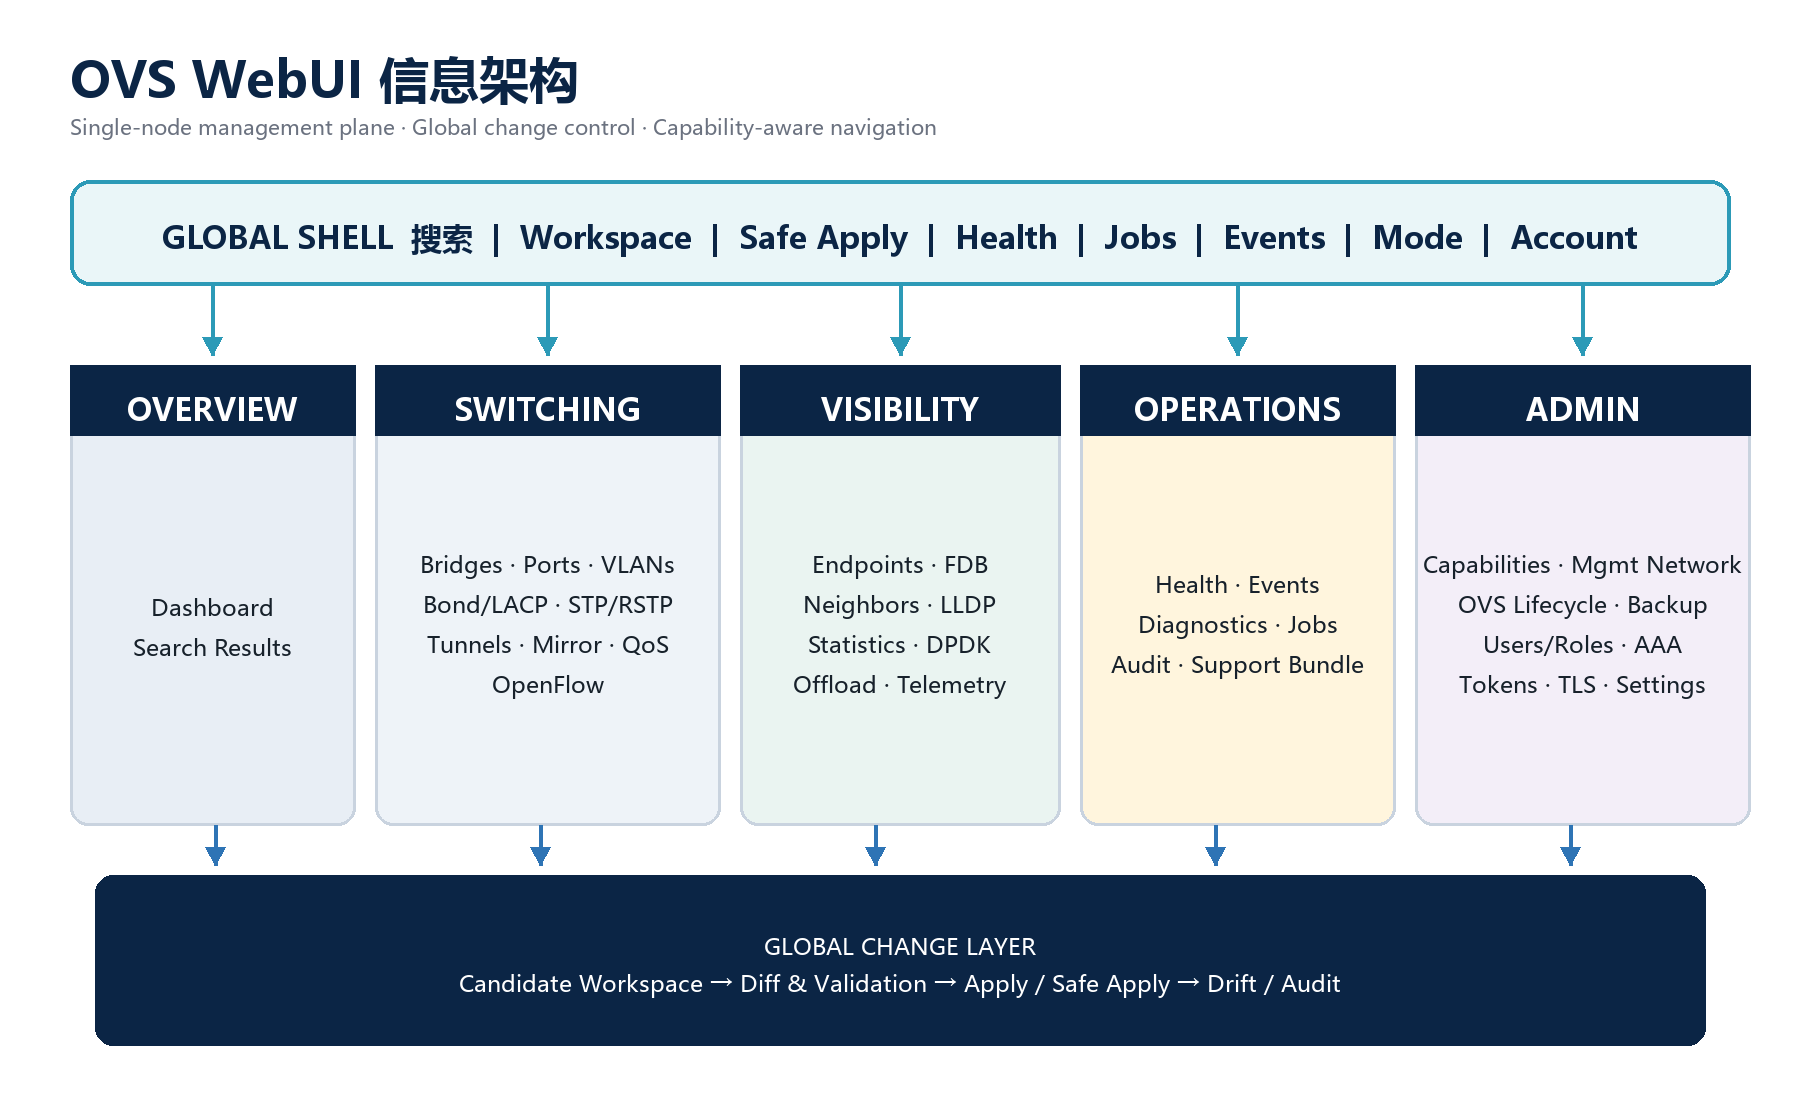 OVS WebUI 信息架构
Single-node management plane · Global change control · Capability-aware navigation
GLOBAL SHELL 搜索 | Workspace | Safe Apply | Health | Jobs | Events | Mode | Account
OVERVIEW
Dashboard
Search Results
SWITCHING
Bridges · Ports · VLANs
Bond/LACP · STP/RSTP
Tunnels · Mirror · QoS
OpenFlow
VISIBILITY
Endpoints · FDB
Neighbors · LLDP
Statistics · DPDK
Offload · Telemetry
OPERATIONS
Health · Events
Diagnostics · Jobs
Audit · Support Bundle
ADMIN
Capabilities · Mgmt Network
OVS Lifecycle · Backup
Users/Roles · AAA
Tokens · TLS · Settings
GLOBAL CHANGE LAYER
Candidate Workspace → Diff & Validation → Apply / Safe Apply → Drift / Audit